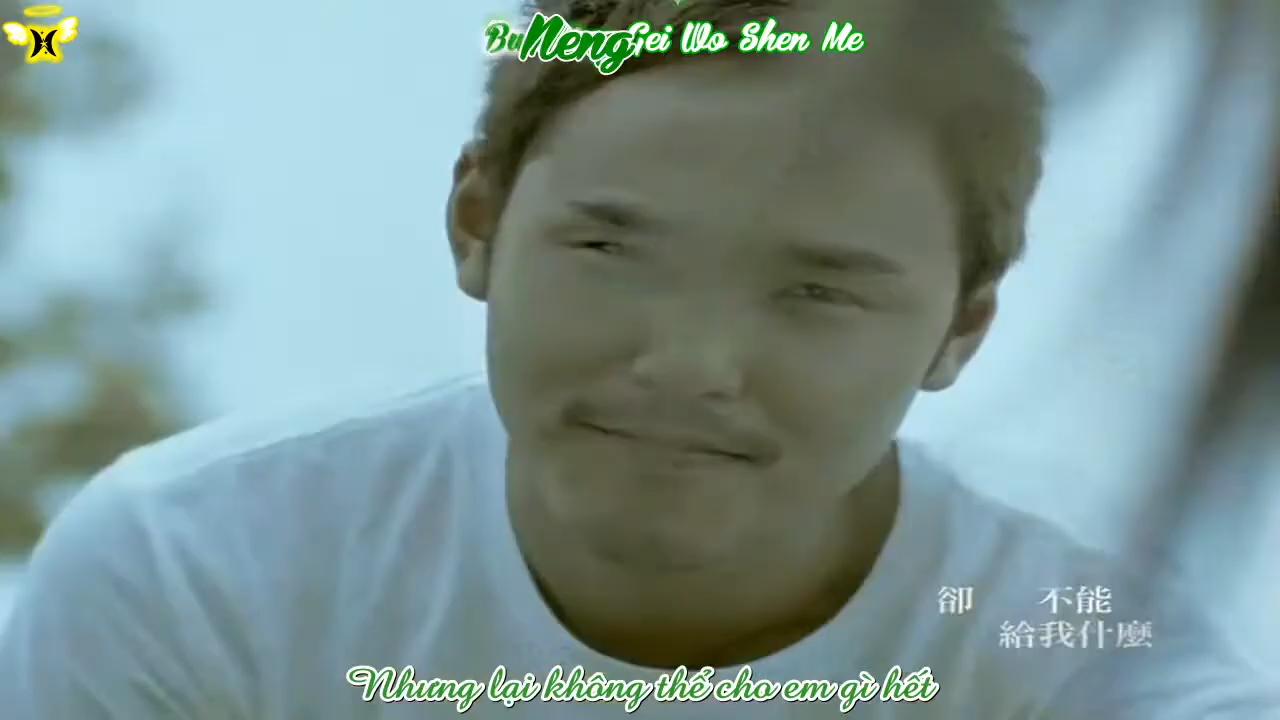 Bu Neng Gei Wo Shen Me
卻 不能
給我什麼
Nhưng lại không thể cho em gì hết